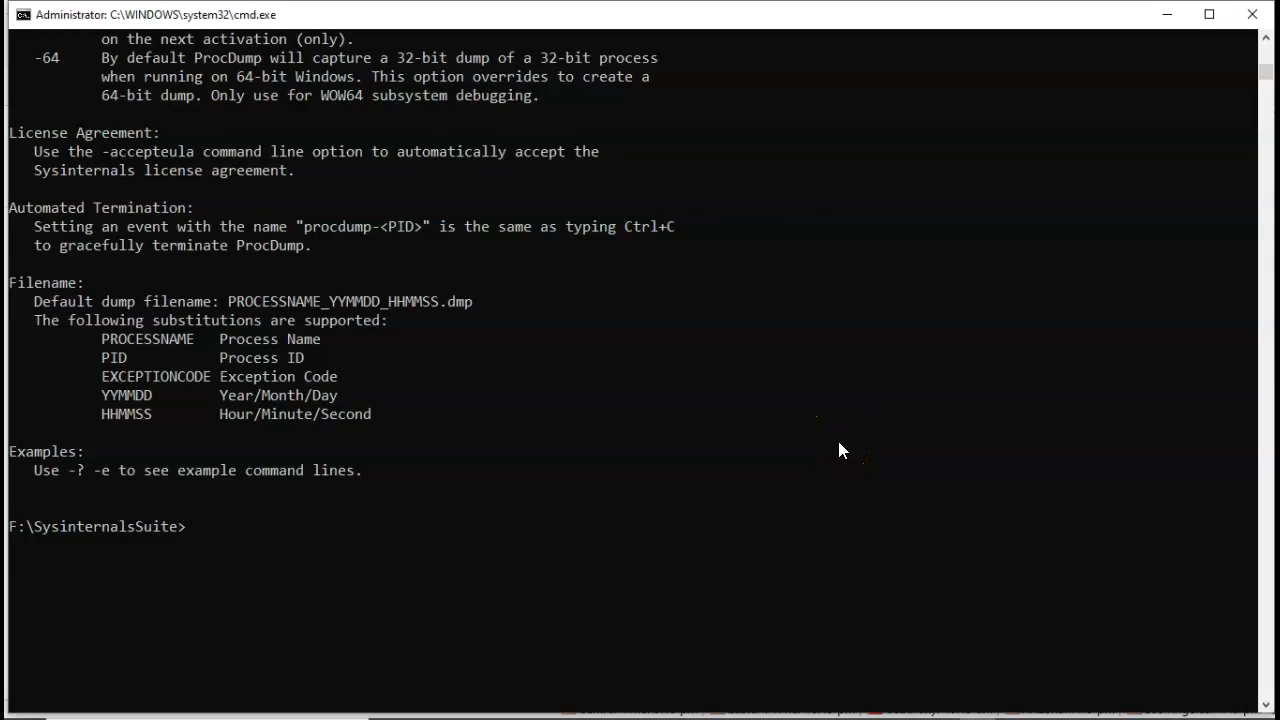 Administrator: C:\WINDOWS\system32\cmd.exe
on the next activation (only).
-64 By default ProcDump will capture a 32-bit dump of a 32-bit process
when running on 64-bit Windows. This option overrides to create a
64-bit dump. Only use for WOW64 subsystem debugging.
License Agreement:
Use the -accepteula command line option to automatically accept the
Sysinternals license agreement.
Automated Termination:
Setting an event with the name "procdump-<PID>" is the same as typing Ctrl+C
to gracefully terminate ProcDump.
Filename:
Default dump filename: PROCESSNAME_YYMMDD_HHMMSS.dmp
The following substitutions are supported:
PROCESSNAME Process Name
PID Process ID
EXCEPTIONCODE Exception Code
YYMMDD Year/Month/Day
HHMMSS Hour/Minute/Second
Examples:
Use -? -e to see example command lines.
F:\SysinternalsSuite>